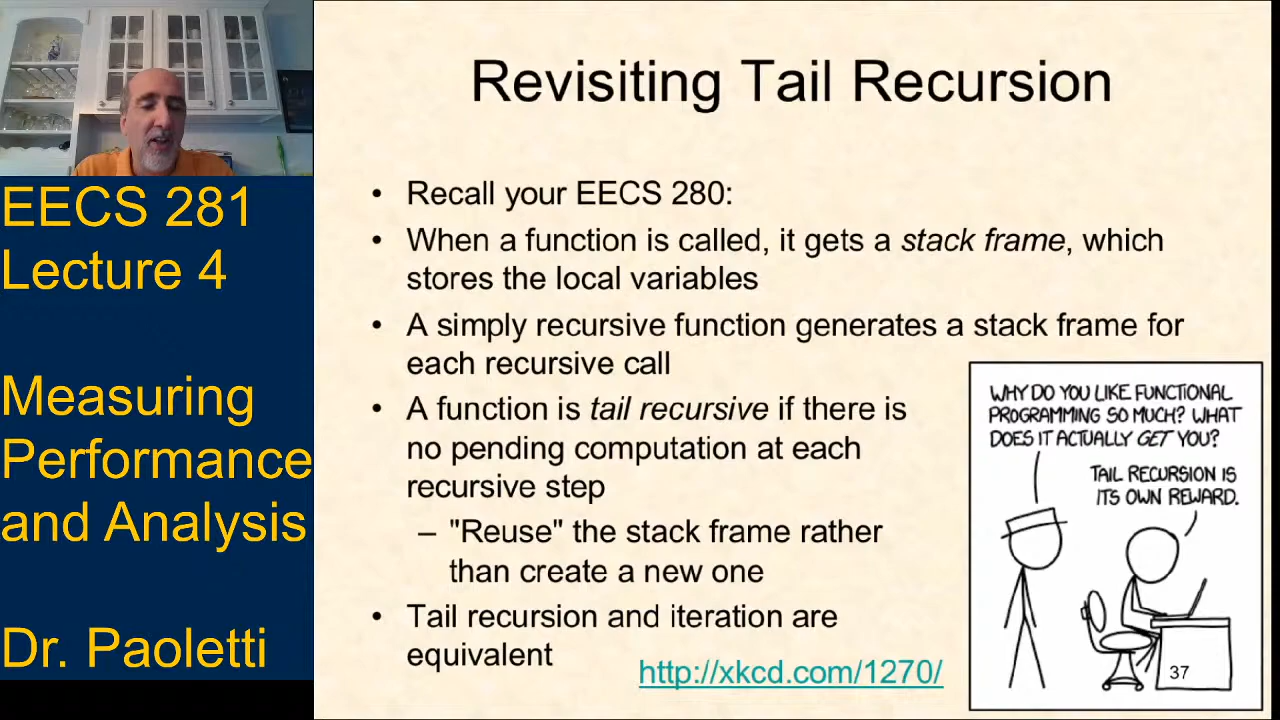 EECS 281
Lecture 4
Measuring
Performance
and Analysis
Dr. Paoletti
Revisiting Tail Recursion
• Recall your EECS 280:
• When a function is called, it gets a stack frame, which
stores the local variables
• A simply recursive function generates a stack frame for
each recursive call
• A function is tail recursive if there is
no pending computation at each
recursive step
– "Reuse" the stack frame rather
than create a new one
• Tail recursion and iteration are
equivalent
http://xkcd.com/1270/
WHY DO YOU LIKE FUNCTIONAL
PROGRAMMING SO MUCH? WHAT
DOES IT ACTUALLY GET YOU?
TAIL RECURSION IS
ITS OWN REWARD.
37